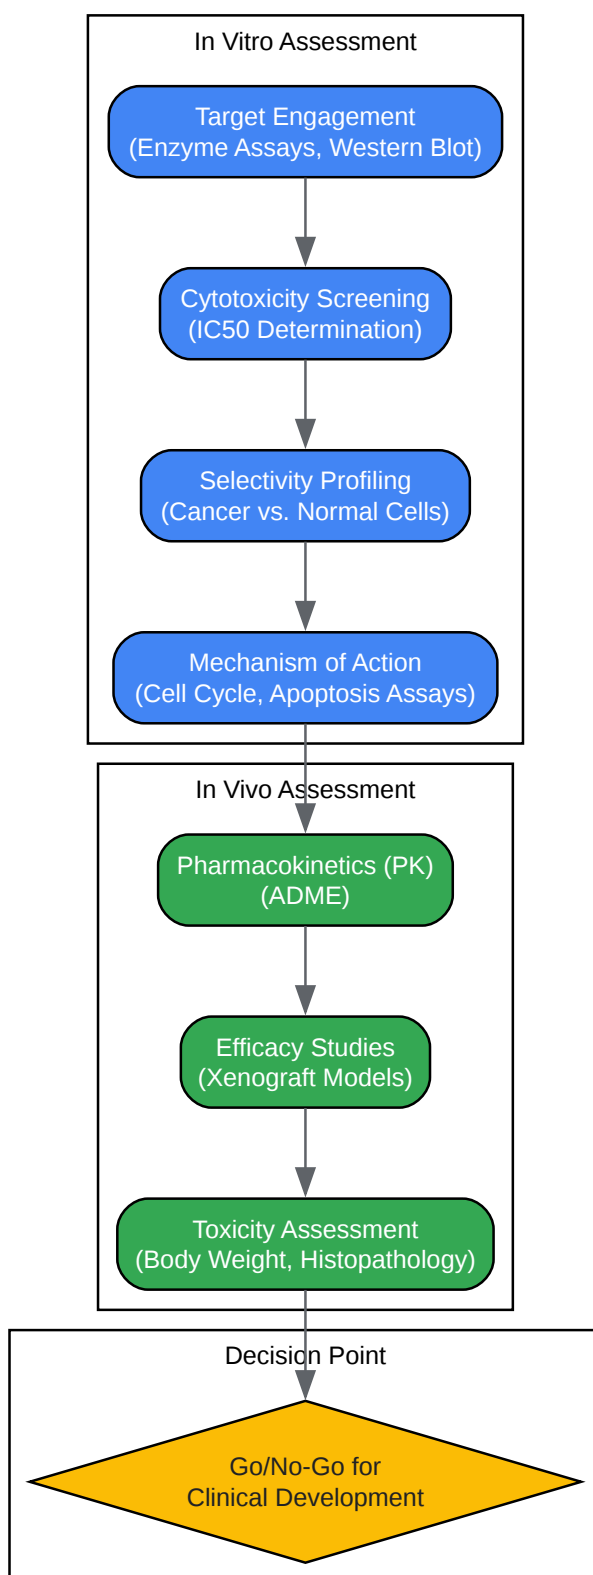 In Vitro Assessment
Target Engagement
(Enzyme Assays, Western Blot)
Cytotoxicity Screening
(IC50 Determination)
Selectivity Profiling
(Cancer vs. Normal Cells)
Mechanism of Action
(Cell Cycle, Apoptosis Assays)
In Vivo Assessment
Pharmacokinetics (PK)
(ADME)
Efficacy Studies
(Xenograft Models)
Toxicity Assessment
(Body Weight, Histopathology)
Decision Point
Go/No-Go for
Clinical Development